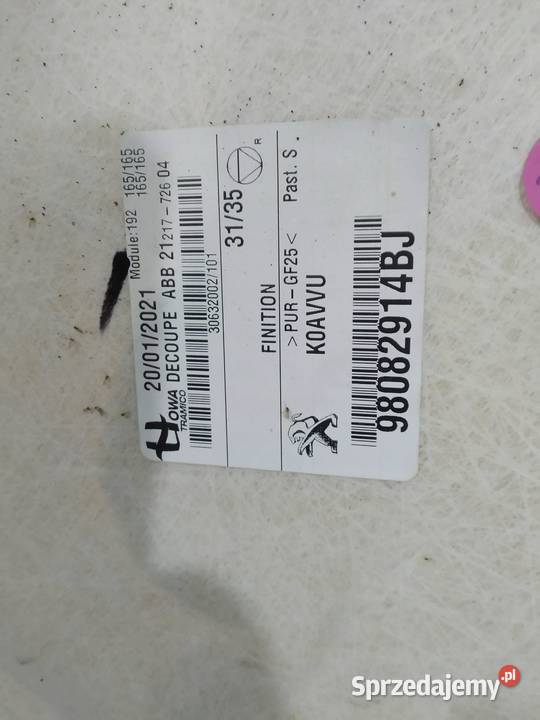 20/01/2021 Module:192 165/165
165/165
HOWA DECOUPE ABB 21217-726 04
TRAMICO
30632002/101
31/35 R
FINITION
>PUR-GF25< Past. S .
KOAVVU
98082914BJ
Sprzedajemy.pl